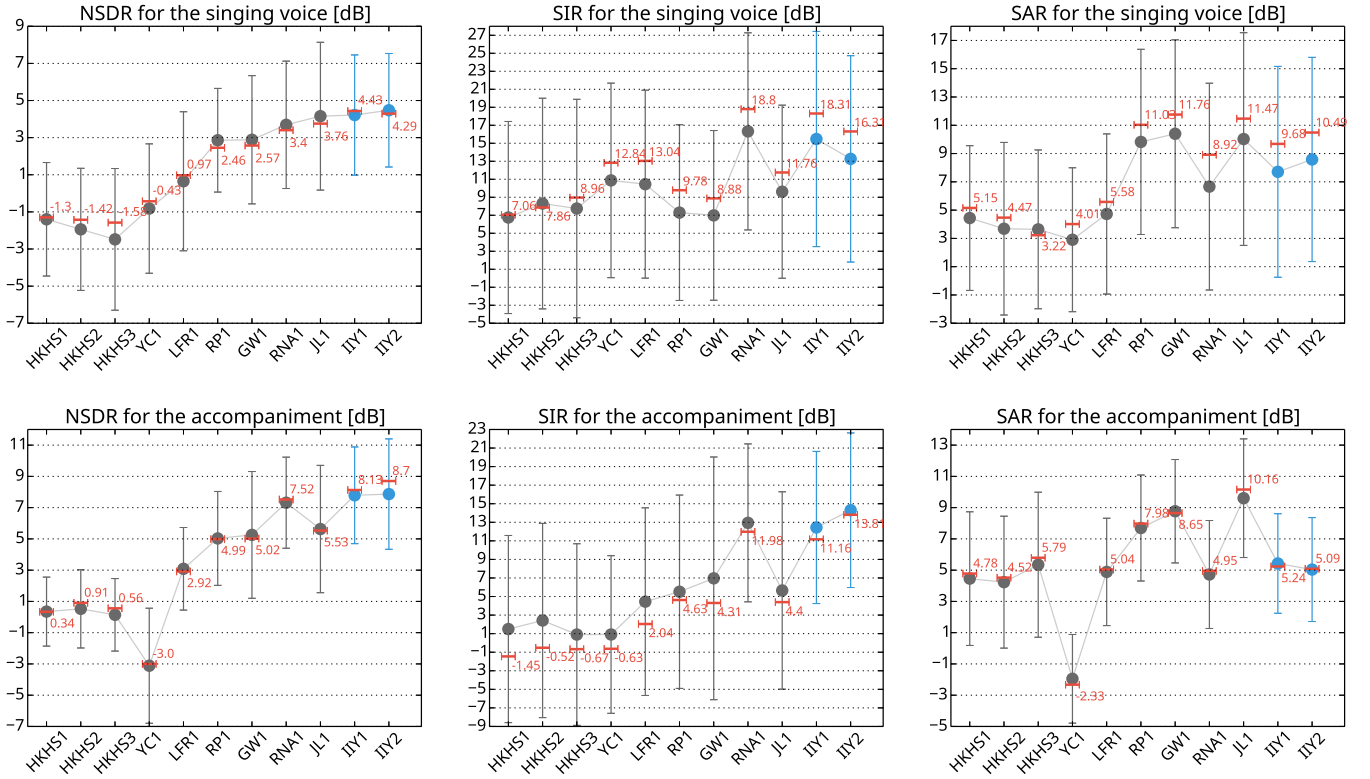 NSDR for the singing voice [dB]
9
7
5
3
1
−1
−3
−5
−7
-1.3
-1.42
-1.58
-0.43
0.97
2.46
2.57
3.4
3.76
4.43
4.29
HKHS1
HKHS2
HKHS3
YC1
LFR1
RP1
GW1
RNA1
JL1
IIY1
IIY2
SIR for the singing voice [dB]
27
25
23
21
19
17
15
13
11
9
7
5
3
1
−1
−3
−5
7.06
7.86
8.96
12.84
13.04
9.78
8.88
18.8
11.76
18.31
16.31
HKHS1
HKHS2
HKHS3
YC1
LFR1
RP1
GW1
RNA1
JL1
IIY1
IIY2
SAR for the singing voice [dB]
17
15
13
11
9
7
5
3
1
−1
−3
5.15
4.47
3.22
4.01
5.58
11.03
11.76
8.92
11.47
9.68
10.49
HKHS1
HKHS2
HKHS3
YC1
LFR1
RP1
GW1
RNA1
JL1
IIY1
IIY2
NSDR for the accompaniment [dB]
11
9
7
5
3
1
−1
−3
−5
−7
0.34
0.91
0.56
-3.0
2.92
4.99
5.02
7.52
5.53
8.13
8.7
HKHS1
HKHS2
HKHS3
YC1
LFR1
RP1
GW1
RNA1
JL1
IIY1
IIY2
SIR for the accompaniment [dB]
23
21
19
17
15
13
11
9
7
5
3
1
−1
−3
−5
−7
−9
-1.45
-0.52
-0.67
-0.63
2.04
4.63
4.31
11.98
4.4
11.16
13.8
HKHS1
HKHS2
HKHS3
YC1
LFR1
RP1
GW1
RNA1
JL1
IIY1
IIY2
SAR for the accompaniment [dB]
13
11
9
7
5
3
1
−1
−3
−5
4.78
4.52
5.79
-2.33
5.04
7.98
8.65
4.95
10.16
5.24
5.09
HKHS1
HKHS2
HKHS3
YC1
LFR1
RP1
GW1
RNA1
JL1
IIY1
IIY2